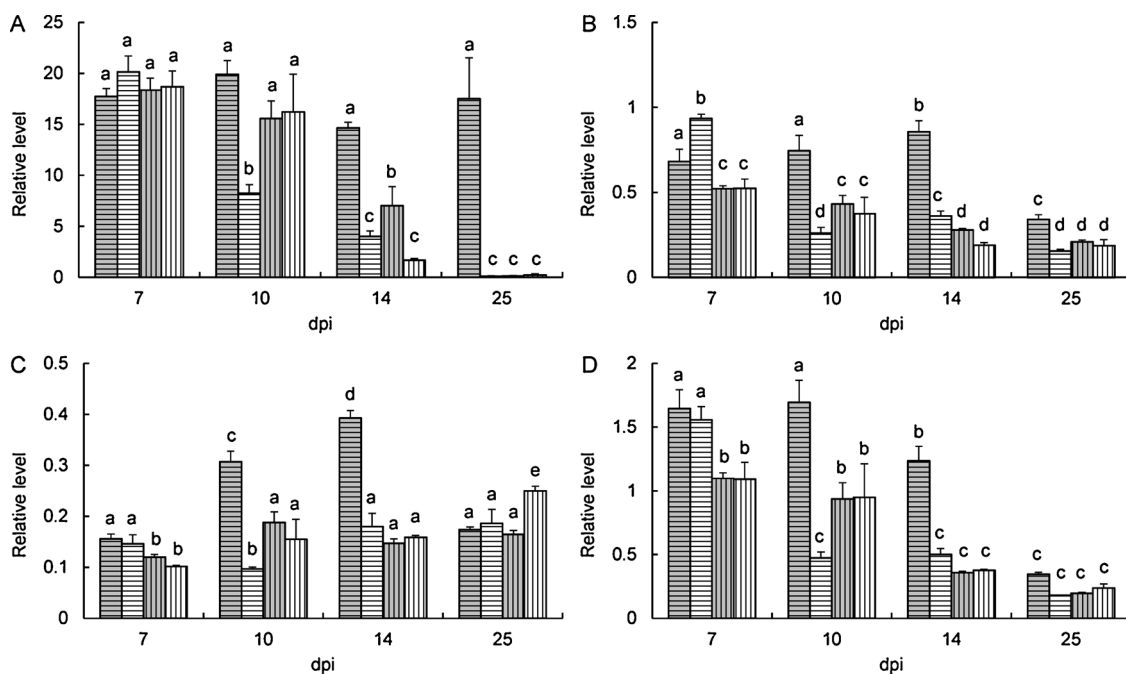 A
Relative level
25
20
15
10
5
0
a a a a
a b a a
a c b c
a c c c
7 10 14 25
dpi
B
Relative level
1.5
1
0.5
0
a b c c
a d c c
b c d d
c d d d
7 10 14 25
dpi
C
Relative level
0.5
0.4
0.3
0.2
0.1
0
a a b b
c b a a
d a a a
a a a e
7 10 14 25
dpi
D
Relative level
2
1.5
1
0.5
0
a a b b
a c b b
b c c c
c c c c
7 10 14 25
dpi